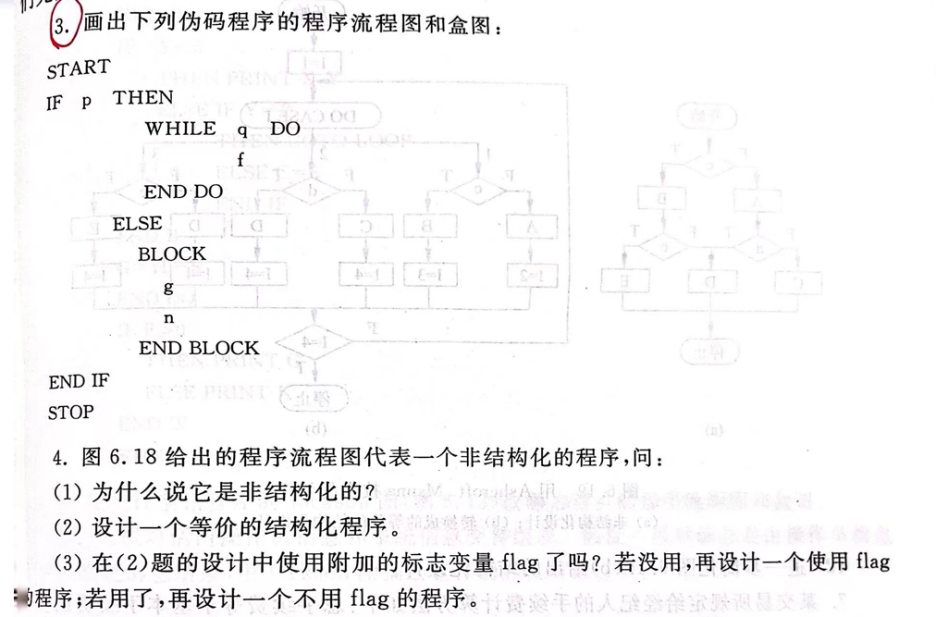 3. 画出下列伪码程序的程序流程图和盒图：
START
IF p THEN
WHILE q DO
f
END DO
ELSE
BLOCK
g
n
END BLOCK
END IF
STOP
4. 图 6.18 给出的程序流程图代表一个非结构化的程序,问：
(1) 为什么说它是非结构化的?
(2) 设计一个等价的结构化程序。
(3) 在(2)题的设计中使用附加的标志变量 flag 了吗? 若没用,再设计一个使用 flag
的程序;若用了,再设计一个不用 flag 的程序。